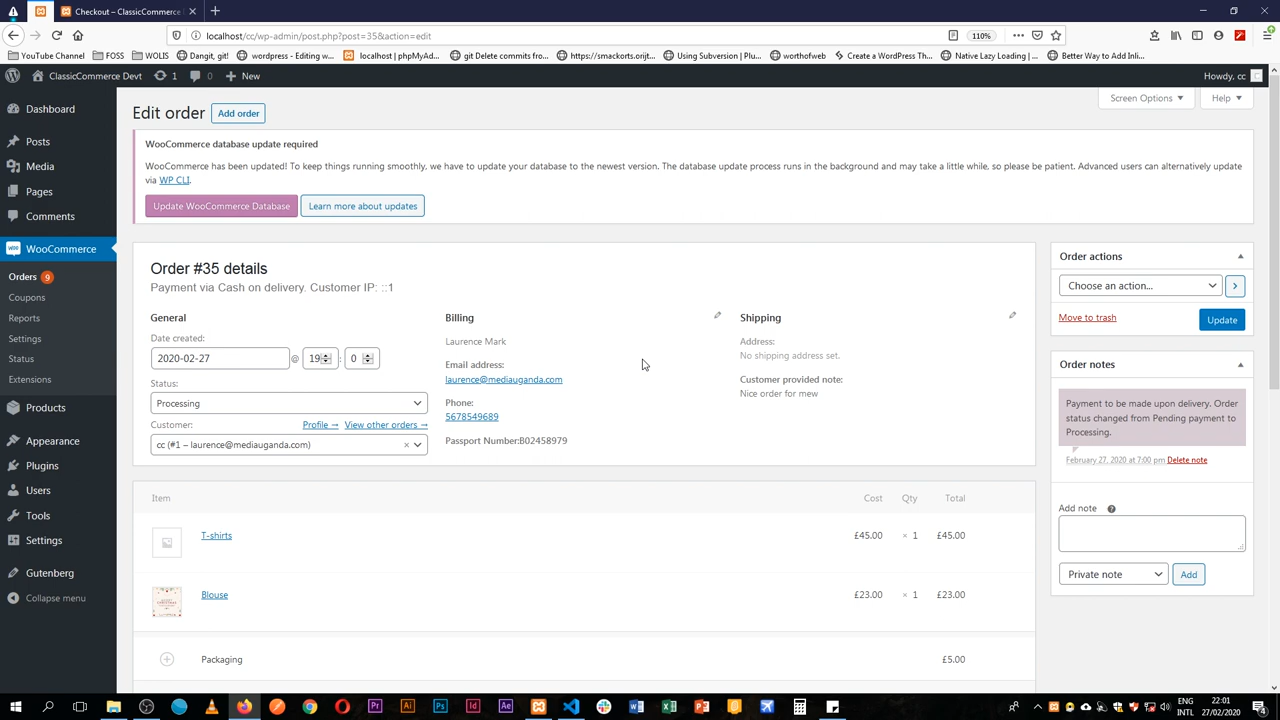 Checkout – ClassicCommerce D
localhost/cc/wp-admin/post.php?post=35&action=edit
110%
YouTube Channel
FOSS
WOLIS
Dangit, git!
wordpress - Editing w...
localhost | phpMyAd...
git Delete commits fro...
Using Subversion | Plu...
https://smackorts.orijt...
worthofweb
Create a WordPress Th...
Native Lazy Loading |...
Better Way to Add Inli...
ClassicCommerce Devt
1
0
New
Howdy, cc
Screen Options
Help
Edit order
Add order
WooCommerce database update required
WooCommerce has been updated! To keep things running smoothly, we have to update your database to the newest version. The database update process runs in the background and may take a little while, so please be patient. Advanced users can alternatively update
via WP CLI.
Update WooCommerce Database
Learn more about updates
Dashboard
Posts
Media
Pages
Comments
WooCommerce
Orders 9
Coupons
Reports
Settings
Status
Extensions
Products
Appearance
Plugins
Users
Tools
Settings
Gutenberg
Collapse menu
Order #35 details
Payment via Cash on delivery. Customer IP: ::1
General
Date created:
2020-02-27 @ 19 : 0
Status:
Processing
Customer:
Profile →
View other orders →
cc (#1 – laurence@mediauganda.com) ×
Billing
Laurence Mark
Email address:
laurence@mediauganda.com
Phone:
5678549689
Passport Number:B02458979
Shipping
Address:
No shipping address set.
Customer provided note:
Nice order for mew
Item
Cost
Qty
Total
T-shirts
£45.00
× 1
£45.00
Blouse
£23.00
× 1
£23.00
Packaging
£5.00
Order actions
Choose an action...
Move to trash
Update
Order notes
Payment to be made upon delivery. Order
status changed from Pending payment to
Processing.
February 27, 2020 at 7:00 pm Delete note
Add note
Private note
Add
ENG
INTL
22:01
27/02/2020